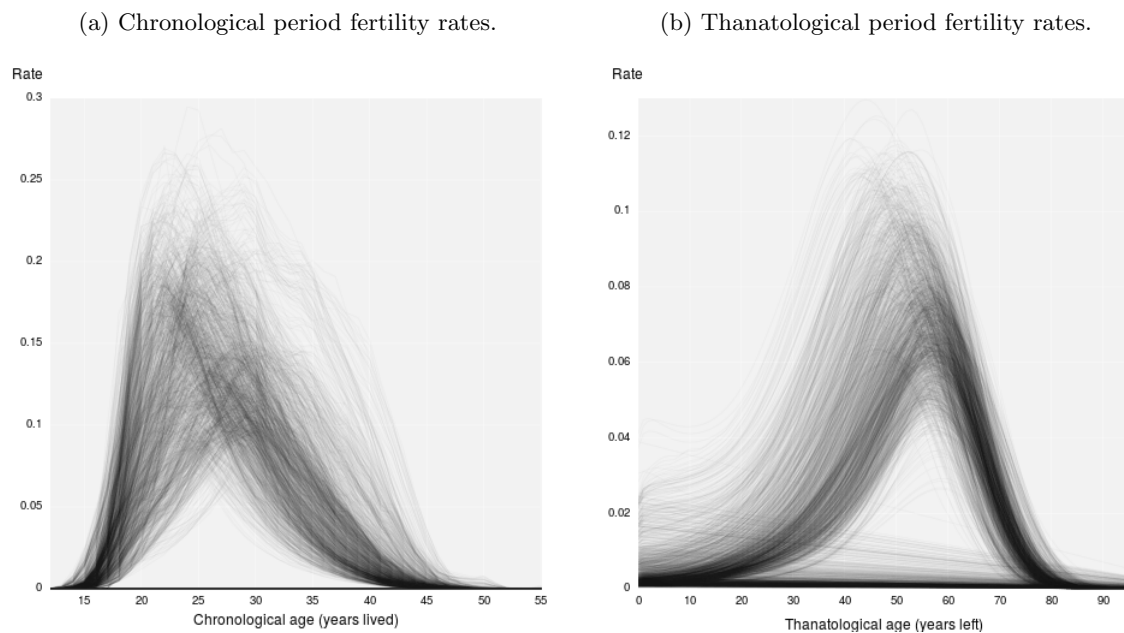 (a) Chronological period fertility rates.
Rate
0.3
0.25
0.2
0.15
0.1
0.05
0
15 20 25 30 35 40 45 50 55
Chronological age (years lived)
(b) Thanatological period fertility rates.
Rate
0.12
0.1
0.08
0.06
0.04
0.02
0
0 10 20 30 40 50 60 70 80 90
Thanatological age (years left)